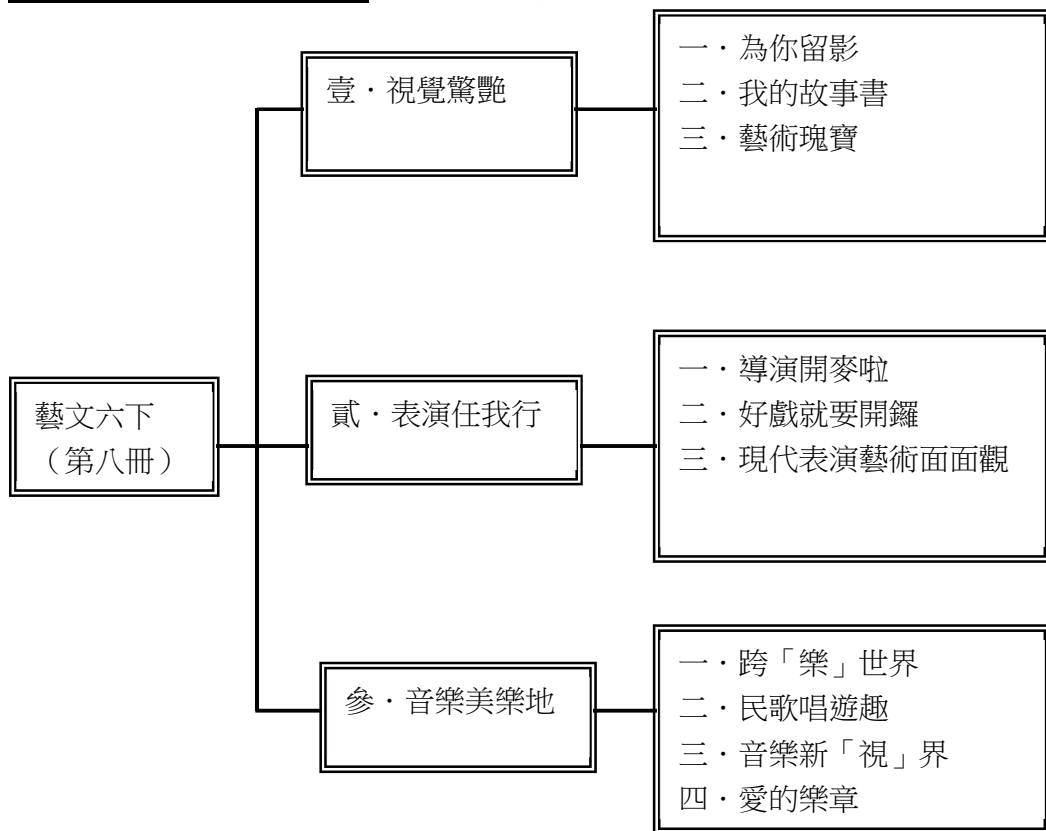 藝文六下
（第八冊）
壹．視覺驚艷
一．為你留影
二．我的故事書
三．藝術瑰寶
貳．表演任我行
一．導演開麥啦
二．好戲就要開鑼
三．現代表演藝術面面觀
參．音樂美樂地
一．跨「樂」世界
二．民歌唱遊趣
三．音樂新「視」界
四．愛的樂章